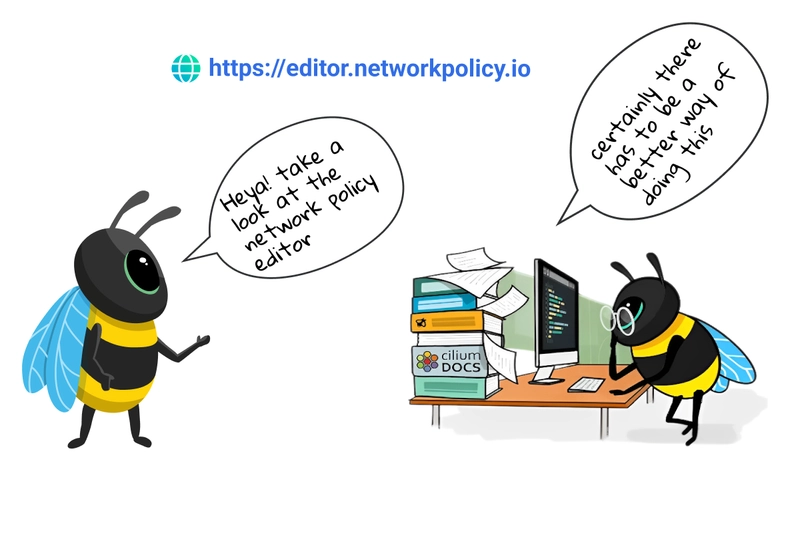 https://editor.networkpolicy.io
certainly there
has to be a
better way of
doing this
Heya! take a
look at the
network policy
editor
cilium
DOCS